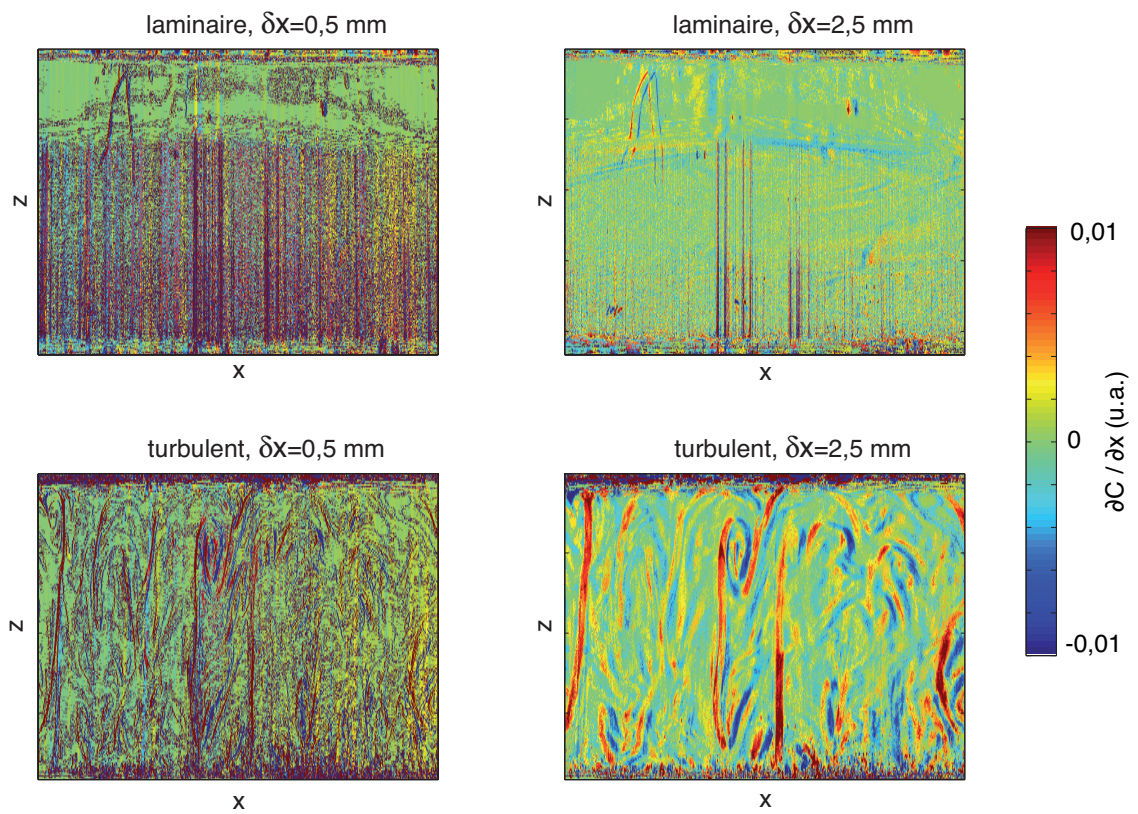 laminaire, δx=0,5 mm
laminaire, δx=2,5 mm
z
x
z
x
0,01
0
-0,01
∂C / ∂x (u.a.)
turbulent, δx=0,5 mm
turbulent, δx=2,5 mm
z
x
z
x